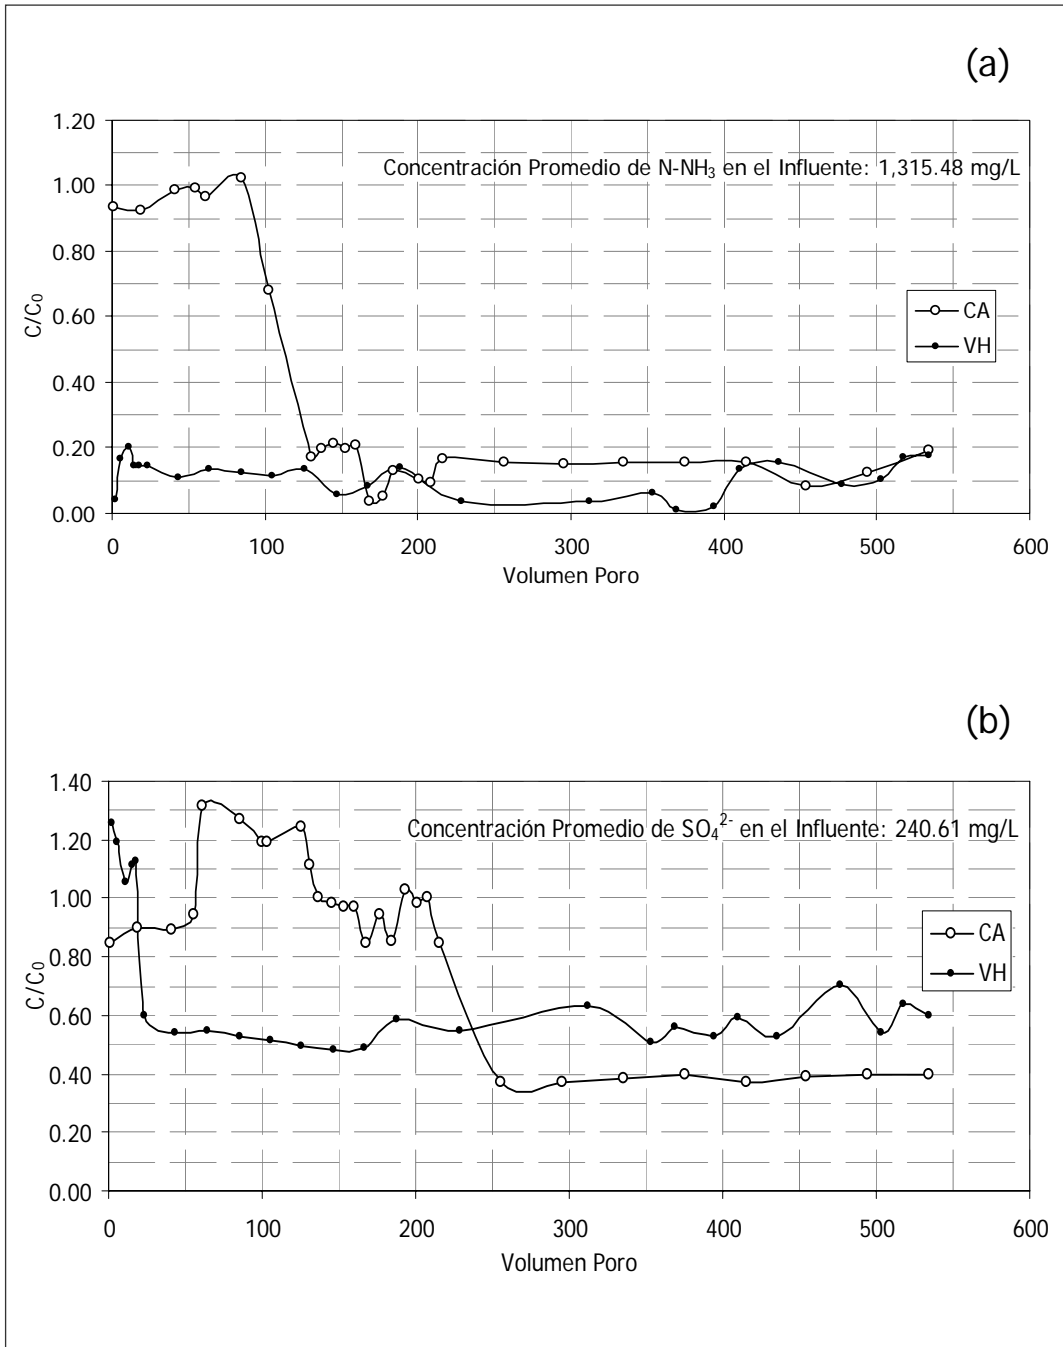 (a)
1.20
1.00
0.80
0.60
0.40
0.20
0.00
C/C₀
Concentración Promedio de N-NH₃ en el Influente: 1,315.48 mg/L
CA
VH
0 100 200 300 400 500 600
Volumen Poro
(b)
1.40
1.20
1.00
0.80
0.60
0.40
0.20
0.00
C/C₀
Concentración Promedio de SO₄²⁻ en el Influente: 240.61 mg/L
CA
VH
0 100 200 300 400 500 600
Volumen Poro